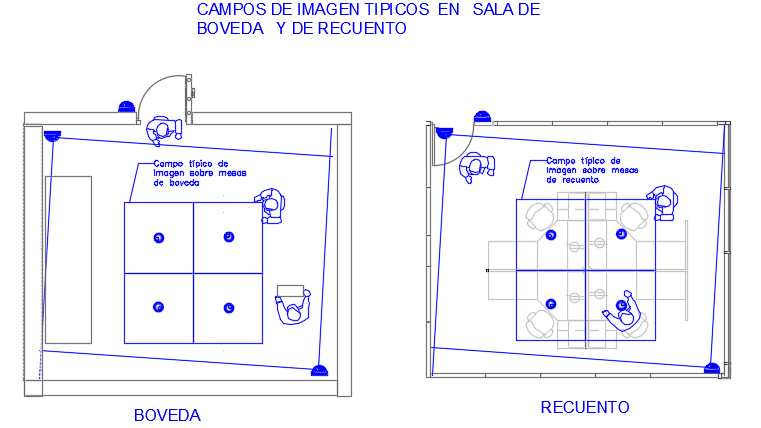 CAMPOS DE IMAGEN TIPICOS EN SALA DE
BOVEDA Y DE RECUENTO
Campo típico de
imagen sobre mesas
de boveda
Campo típico de
imagen sobre mesas
de recuento
BOVEDA
RECUENTO